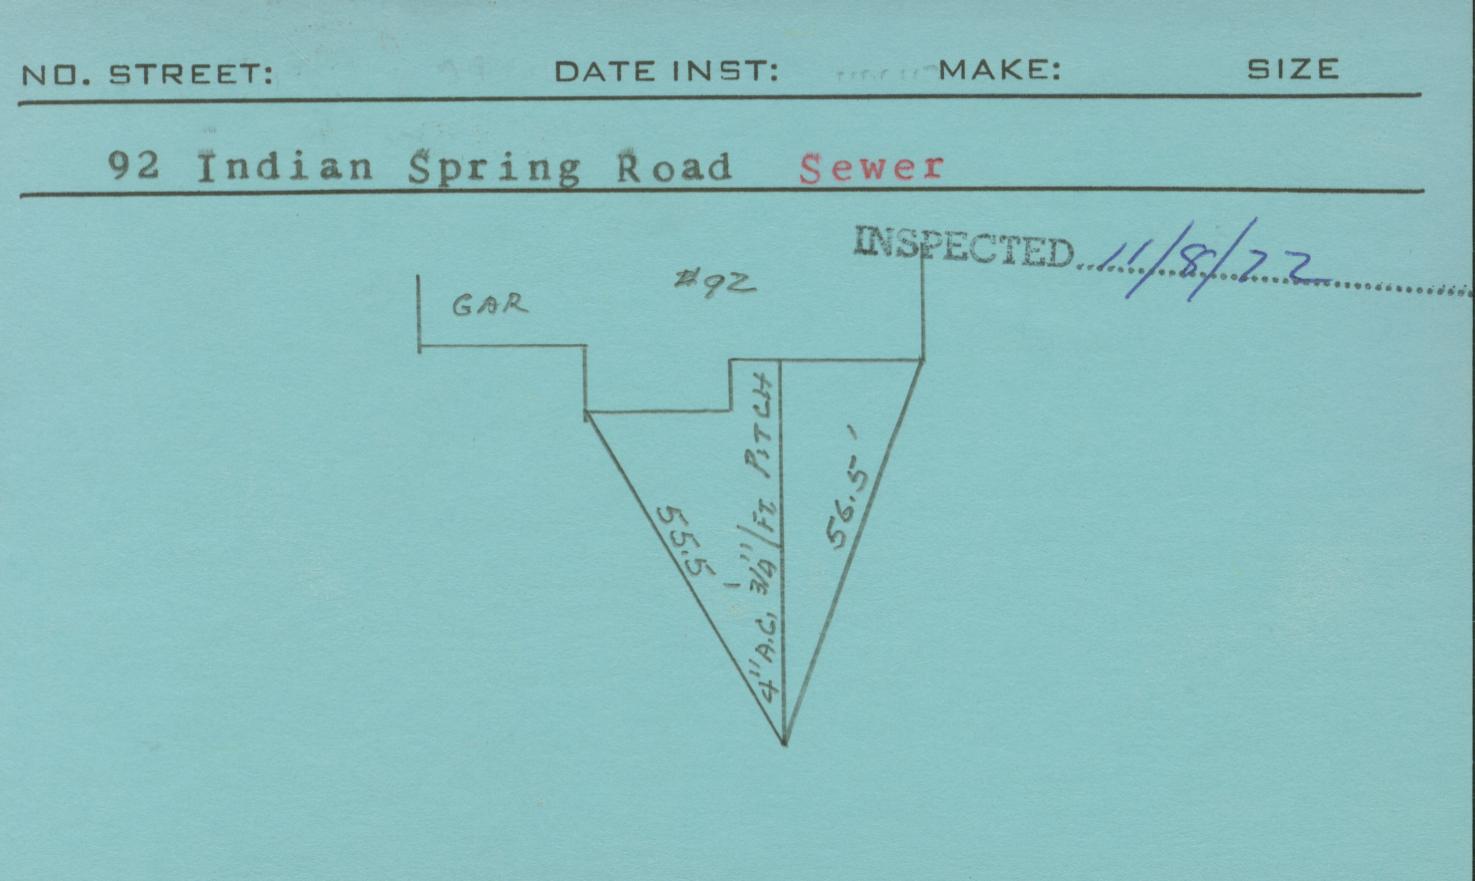 NO. STREET: DATE INST: MAKE: SIZE
92 Indian Spring Road Sewer
INSPECTED 11/8/72
GAR
#92
55.5'
4" A.C. 3/4"/FT. PITCH
56.5'